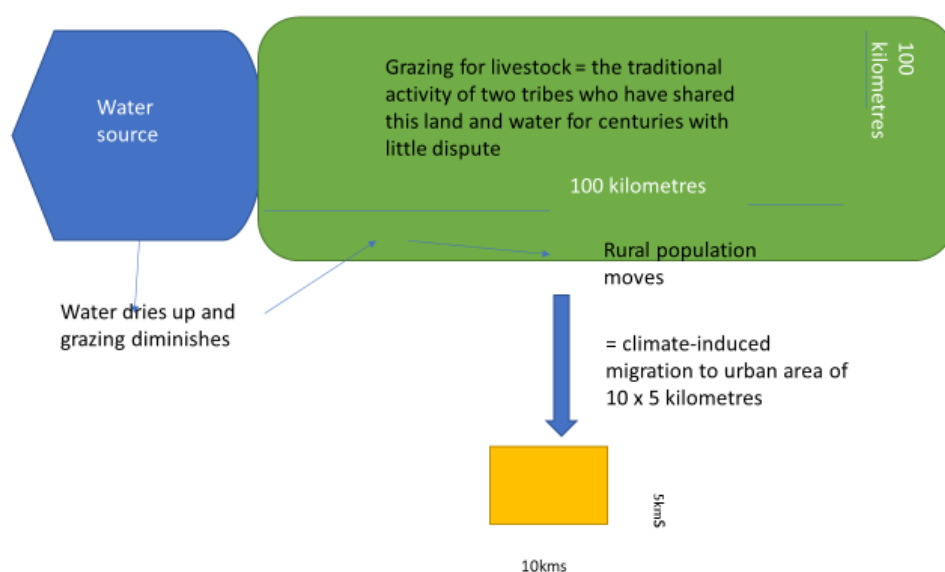 Water
source
Grazing for livestock = the traditional
activity of two tribes who have shared
this land and water for centuries with
little dispute
100
kilometres
100 kilometres
Rural population
moves
Water dries up and
grazing diminishes
= climate-induced
migration to urban area of
10 x 5 kilometres
5kmS
10kms